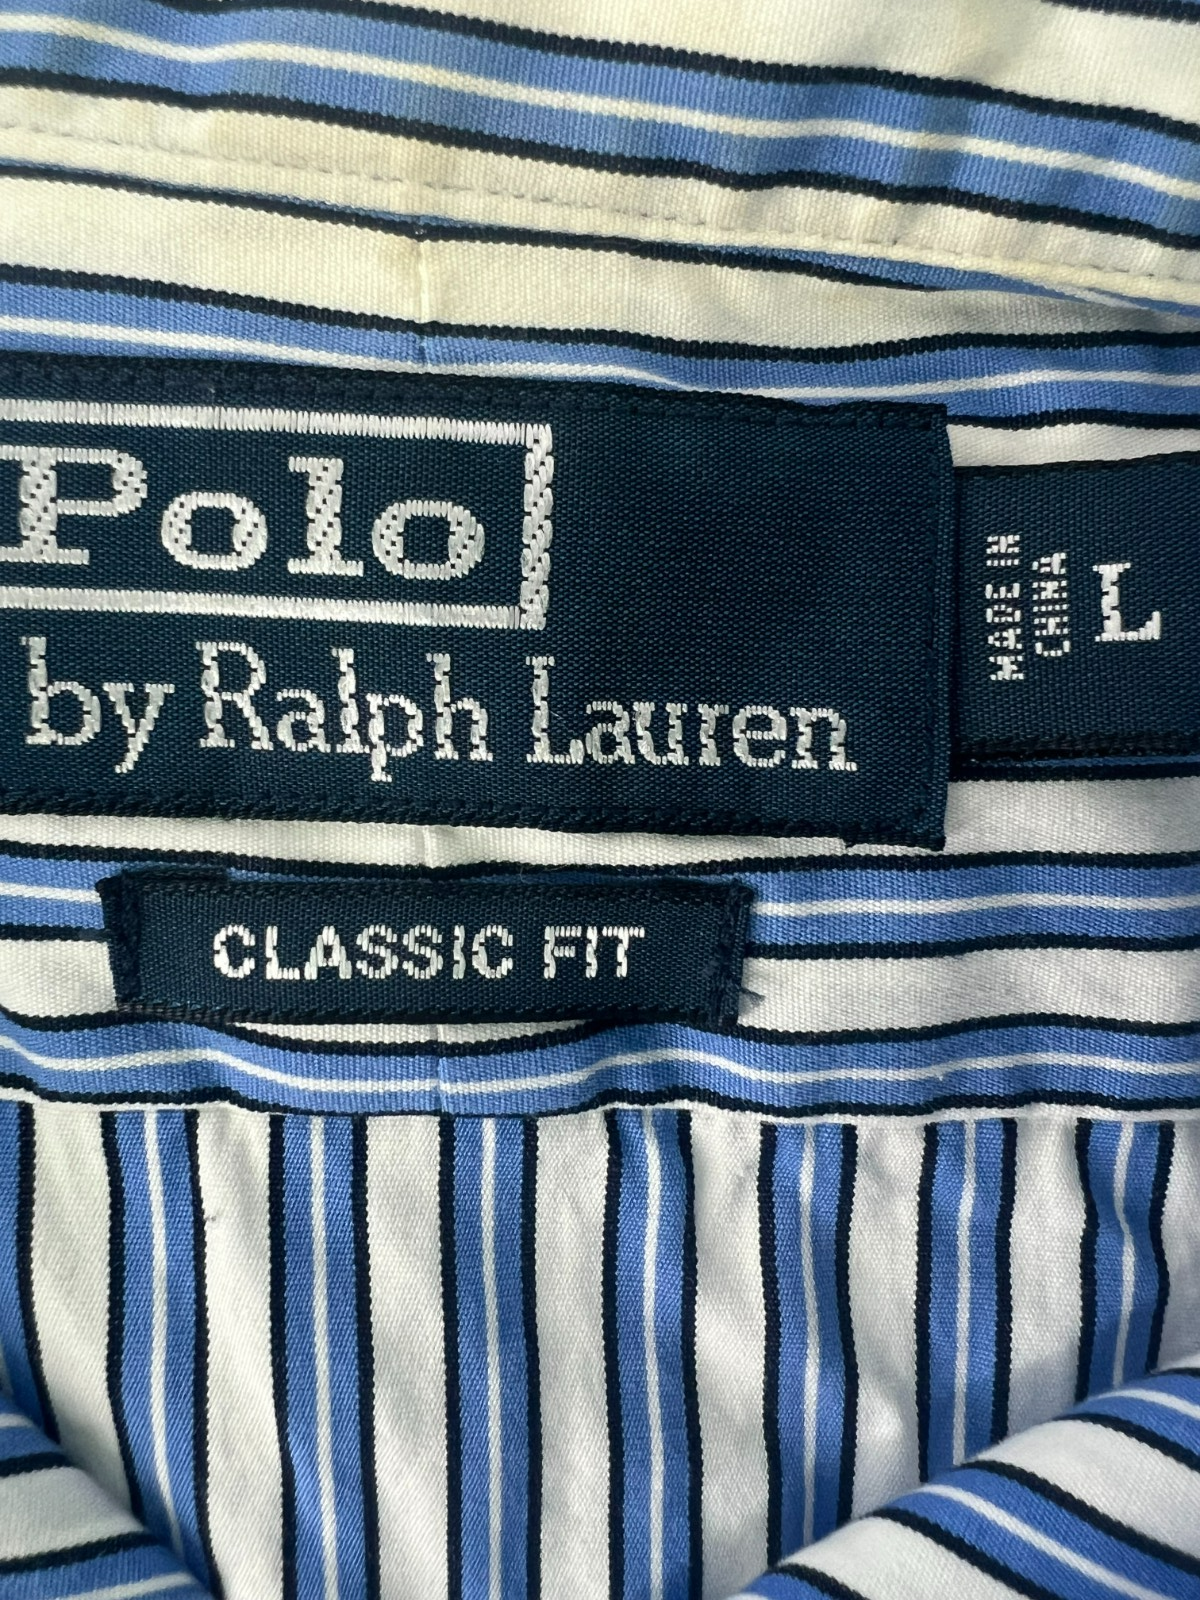 Polo
by Ralph Lauren
MADE IN
CHINA
L
CLASSIC FIT